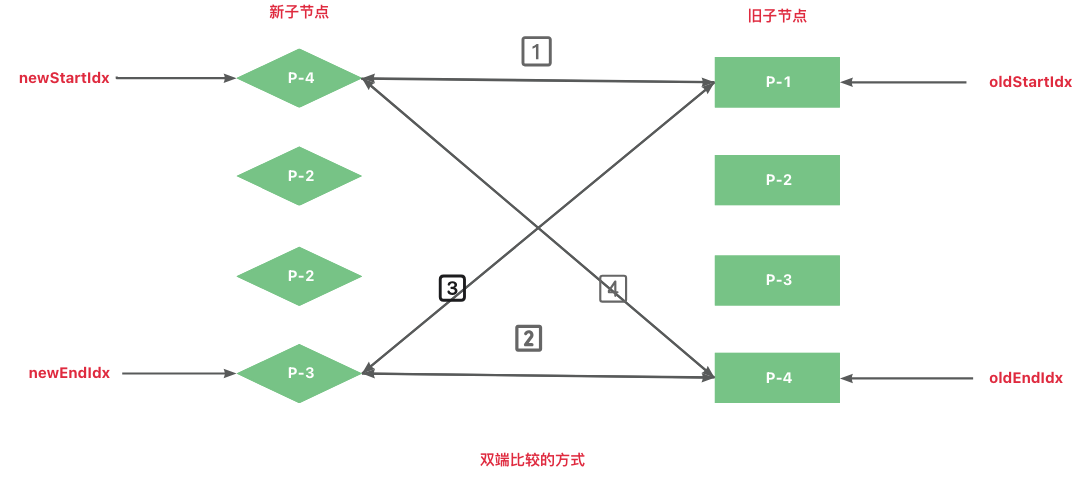 新子节点
旧子节点
1
newStartIdx
P-4
P-1
oldStartIdx
P-2
P-2
P-2
P-3
3
4
2
newEndIdx
P-3
P-4
oldEndIdx
双端比较的方式